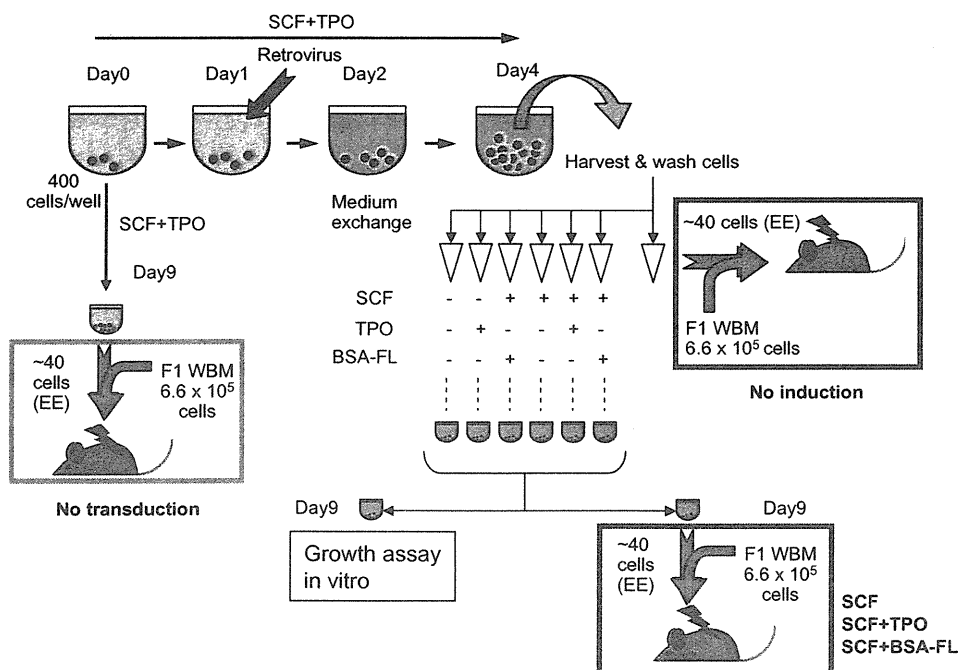 SCF+TPO
Retrovirus
Day0
Day1
Day2
Day4
Harvest & wash cells
400
cells/well
SCF+TPO
Medium
exchange
Day9
~40 cells (EE)
F1 WBM
6.6 x 10⁵ cells
No induction
SCF - - + + + +
TPO - + - - + -
BSA-FL - - + - - +
~40
cells
(EE)
F1 WBM
6.6 x 10⁵
cells
No transduction
Day9
Growth assay
in vitro
Day9
~40
cells
(EE)
F1 WBM
6.6 x 10⁵
cells
SCF
SCF+TPO
SCF+BSA-FL